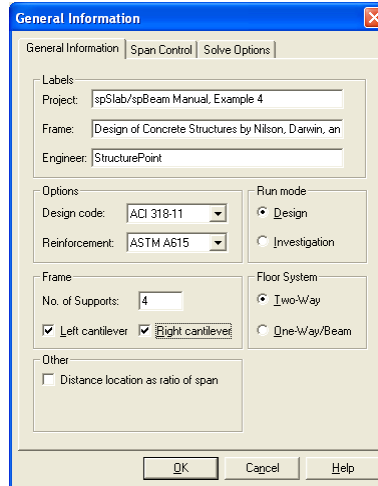 General Information
General Information Span Control Solve Options
Labels
Project: spSlab/spBeam Manual, Example 4
Frame: Design of Concrete Structures by Nilson, Darwin, an
Engineer: StructurePoint
Options
Design code: ACI 318-11
Reinforcement: ASTM A615
Run mode
Design
Investigation
Frame
No. of Supports: 4
Left cantilever Right cantilever
Floor System
Two-Way
One-Way/Beam
Other
Distance location as ratio of span
OK Cancel Help